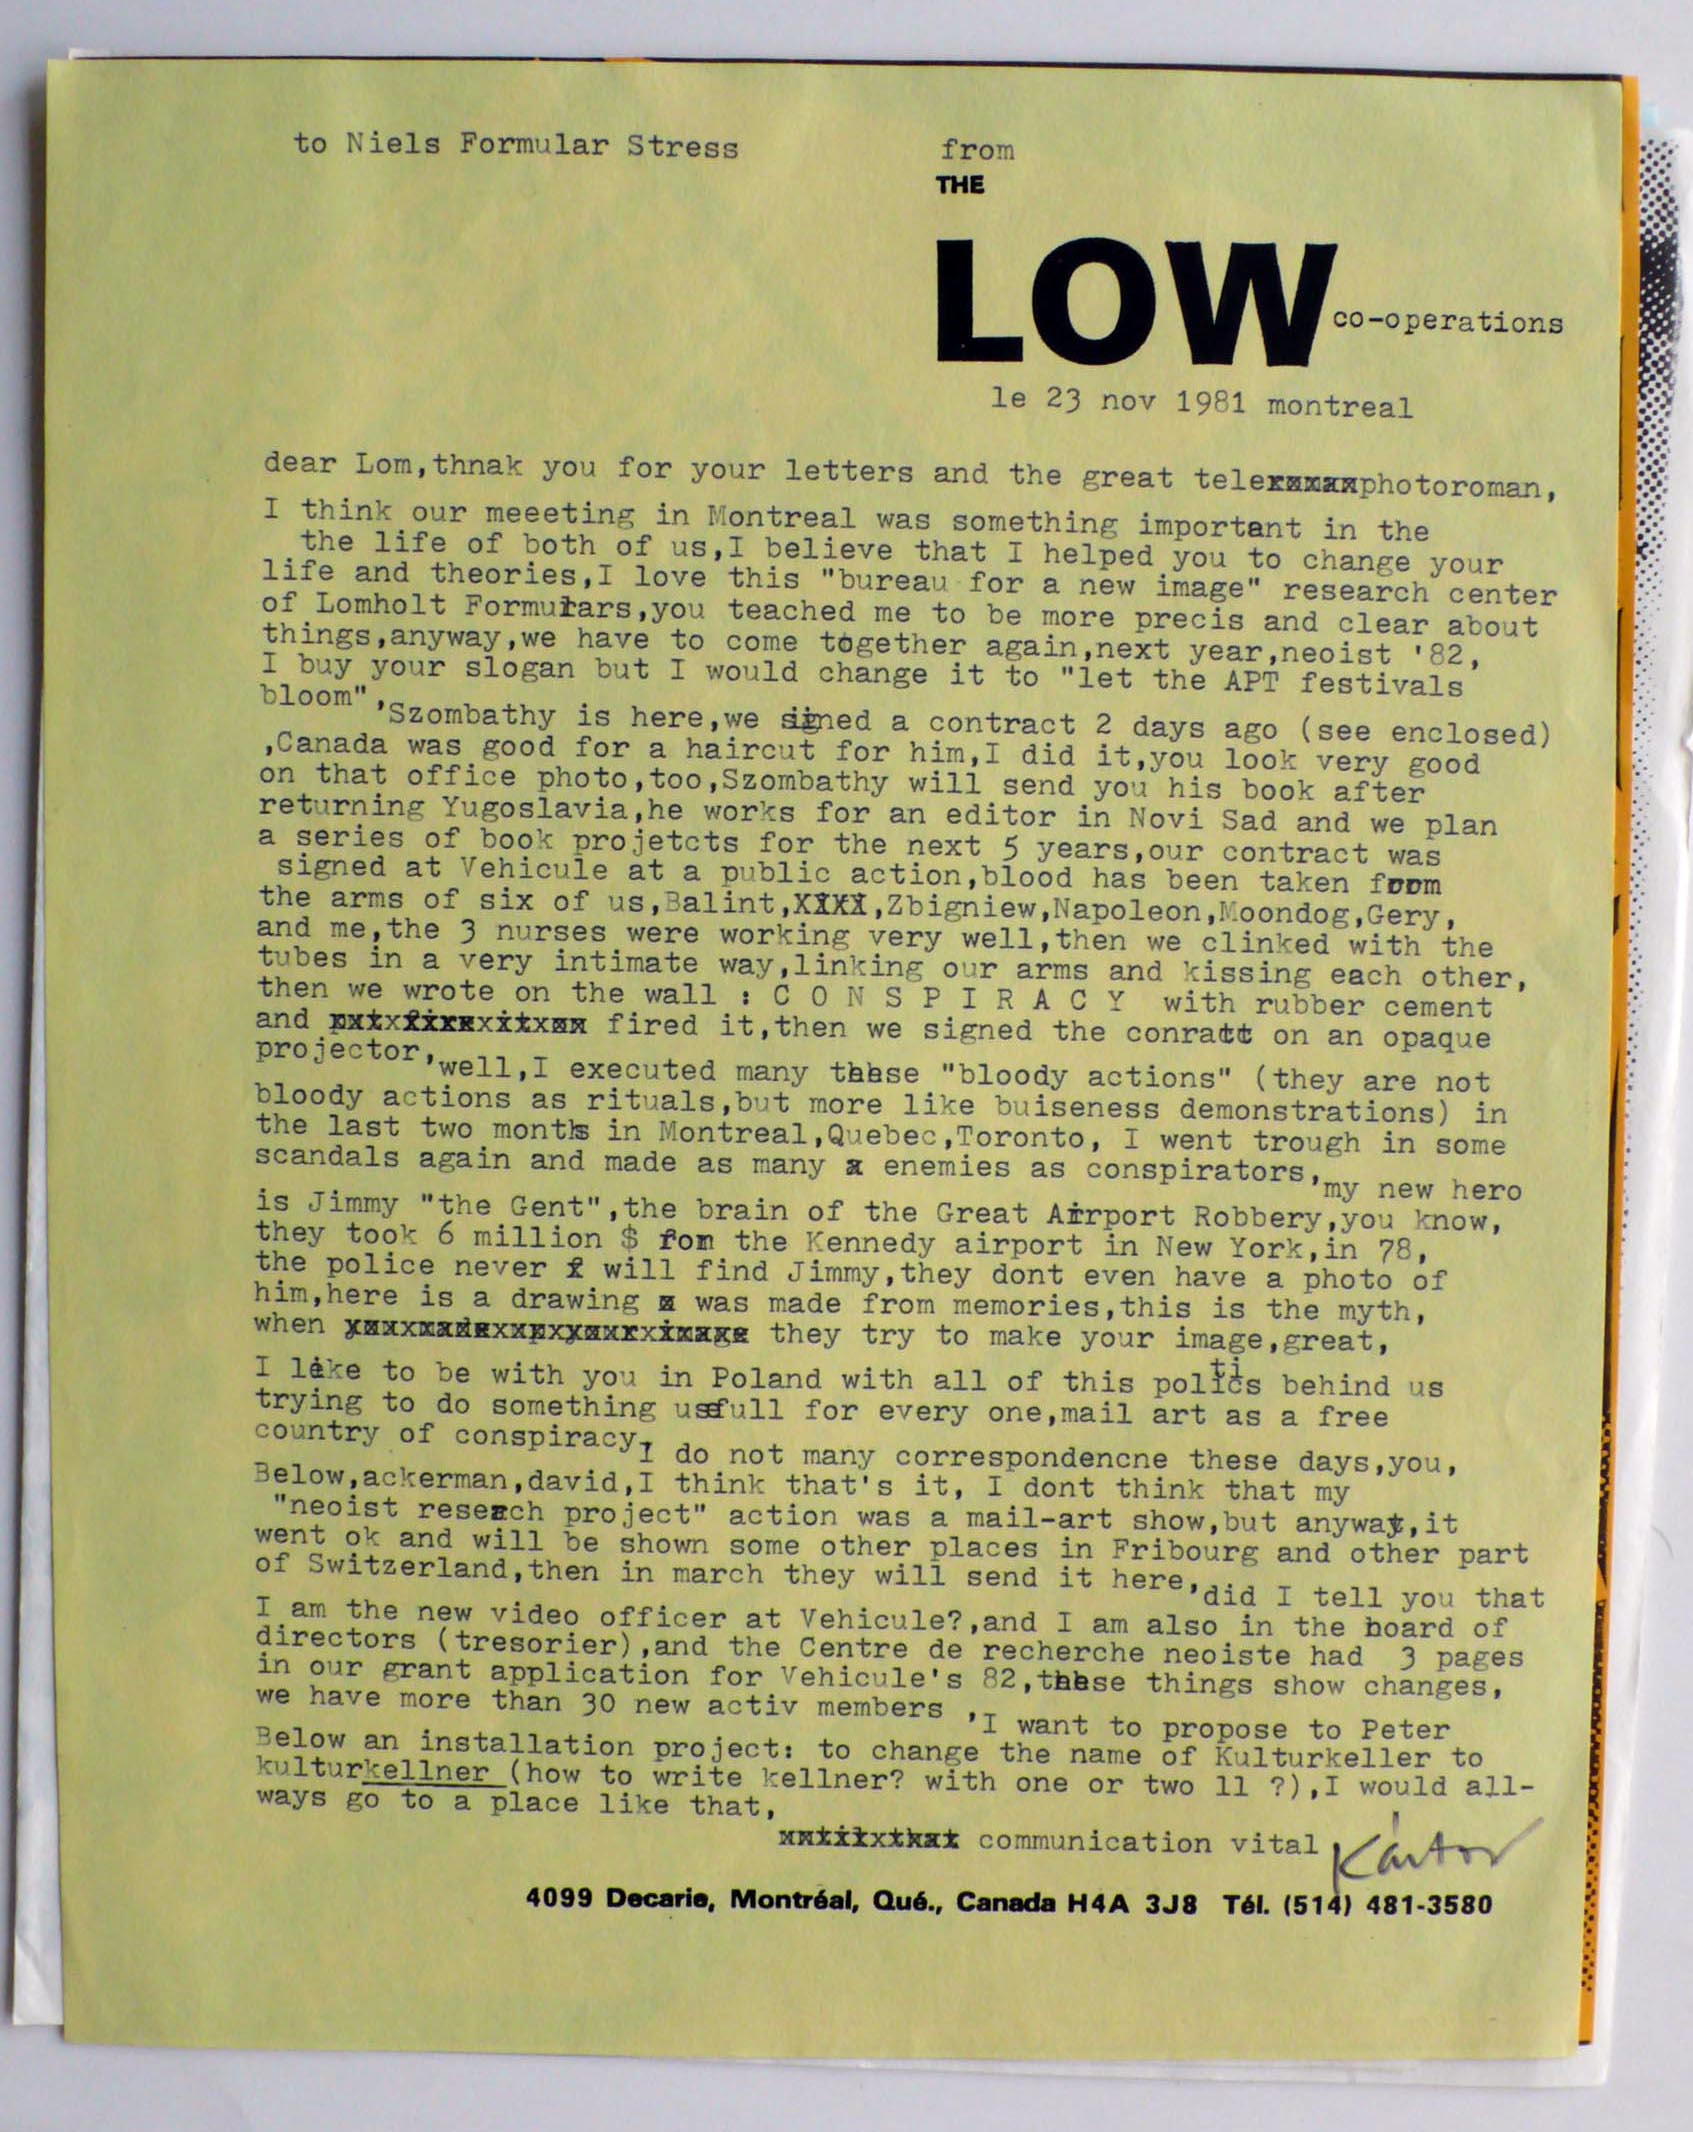 to Niels Formular Stress
from
THE
LOW co-operations
le 23 nov 1981 montreal
dear Lom,thnak you for your letters and the great telexxxxxphotoroman,
I think our meeeting in Montreal was something important in the
the life of both of us,I believe that I helped you to change your
life and theories,I love this "bureau for a new image" research center
of Lomholt Formulars,you teached me to be more precis and clear about
things,anyway,we have to come together again,next year,neoist '82,
I buy your slogan but I would change it to "let the APT festivals
bloom",Szombathy is here,we signed a contract 2 days ago (see enclosed)
,Canada was good for a haircut for him,I did it,you look very good
on that office photo,too,Szombathy will send you his book after
returning Yugoslavia,he works for an editor in Novi Sad and we plan
a series of book projetcts for the next 5 years,our contract was
signed at Vehicule at a public action,blood has been taken from
the arms of six of us,Balint,XXXX,Zbigniew,Napoleon,Moondog,Gery,
and me,the 3 nurses were working very well,then we clinked with the
tubes in a very intimate way,linking our arms and kissing each other,
then we wrote on the wall : C O N S P I R A C Y with rubber cement
and fired it,then we signed the conratt on an opaque
projector,well,I executed many these "bloody actions" (they are not
bloody actions as rituals,but more like buiseness demonstrations) in
the last two months in Montreal,Quebec,Toronto, I went trough in some
scandals again and made as many x enemies as conspirators,my new hero
is Jimmy "the Gent",the brain of the Great Airport Robbery,you know,
they took 6 million $ from the Kennedy airport in New York,in 78,
the police never will find Jimmy,they dont even have a photo of
him,here is a drawing x was made from memories,this is the myth,
when they try to make your image,great,
I like to be with you in Poland with all of this politics behind us
trying to do something usefull for every one,mail art as a free
country of conspiracy, I do not many correspondencne these days,you,
Below,ackerman,david,I think that's it, I dont think that my
"neoist reserch project" action was a mail-art show,but anyway,it
went ok and will be shown some other places in Fribourg and other part
of Switzerland,then in march they will send it here,did I tell you that
I am the new video officer at Vehicule?,and I am also in the board of
directors (tresorier),and the Centre de recherche neoiste had 3 pages
in our grant application for Vehicule's 82,these things show changes,
we have more than 30 new activ members ,I want to propose to Peter
Below an installation project: to change the name of Kulturkeller to
kulturkellner (how to write kellner? with one or two ll ?),I would all-
ways go to a place like that,
communication vital Kántor
4099 Decarie, Montréal, Qué., Canada H4A 3J8 Tél. (514) 481-3580